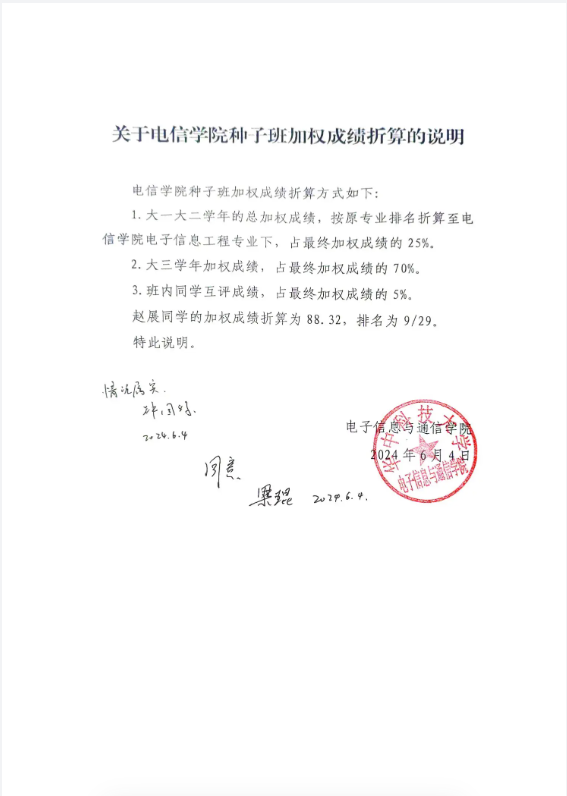 关于电信学院种子班加权成绩折算的说明
电信学院种子班加权成绩折算方式如下：
1.大一大二学年的总加权成绩，按原专业排名折算至电
信学院电子信息工程专业下，占最终加权成绩的 25%。
2.大三学年加权成绩，占最终加权成绩的 70%。
3.班内同学互评成绩，占最终加权成绩的 5%。
赵展同学的加权成绩折算为 88.32，排名为 9/29。
特此说明。
情况属实.
2024.6.4
电子信息与通信学院
2024 年 6 月 4 日
华中科技大学
电子信息与通信学院
同意
梁琨 2024.6.4.